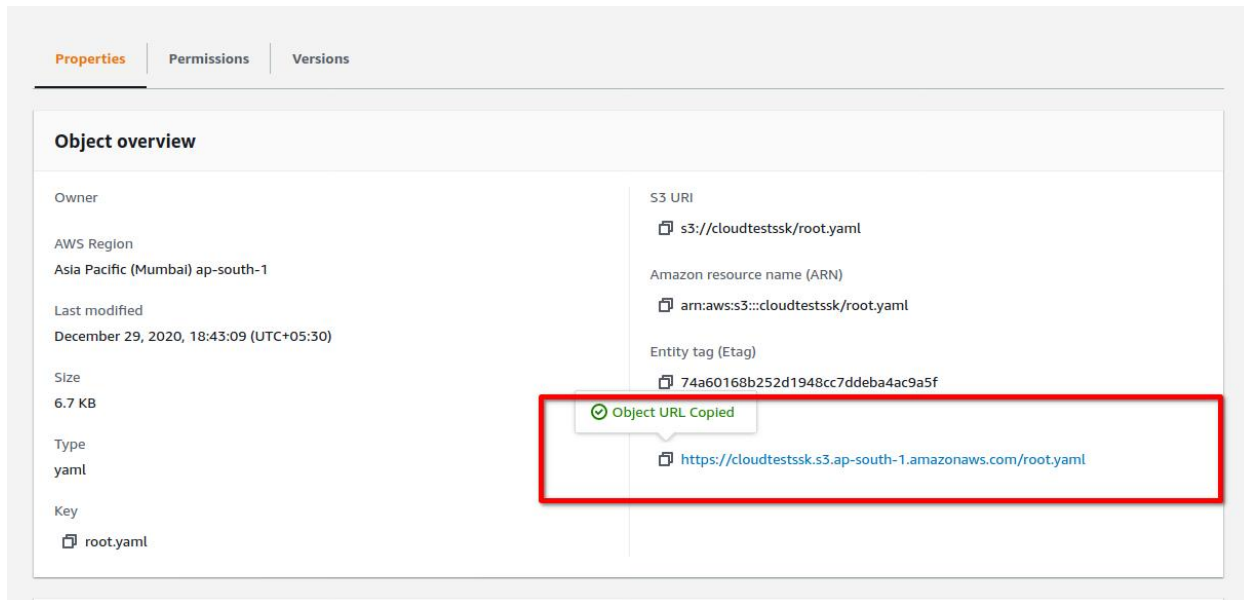 Properties
Permissions
Versions
Object overview
Owner
AWS Region
Asia Pacific (Mumbai) ap-south-1
Last modified
December 29, 2020, 18:43:09 (UTC+05:30)
Size
6.7 KB
Type
yaml
Key
root.yaml
S3 URI
s3://cloudtestssk/root.yaml
Amazon resource name (ARN)
arn:aws:s3:::cloudtestssk/root.yaml
Entity tag (Etag)
74a60168b252d1948cc7ddeba4ac9a5f
Object URL Copied
https://cloudtestssk.s3.ap-south-1.amazonaws.com/root.yaml